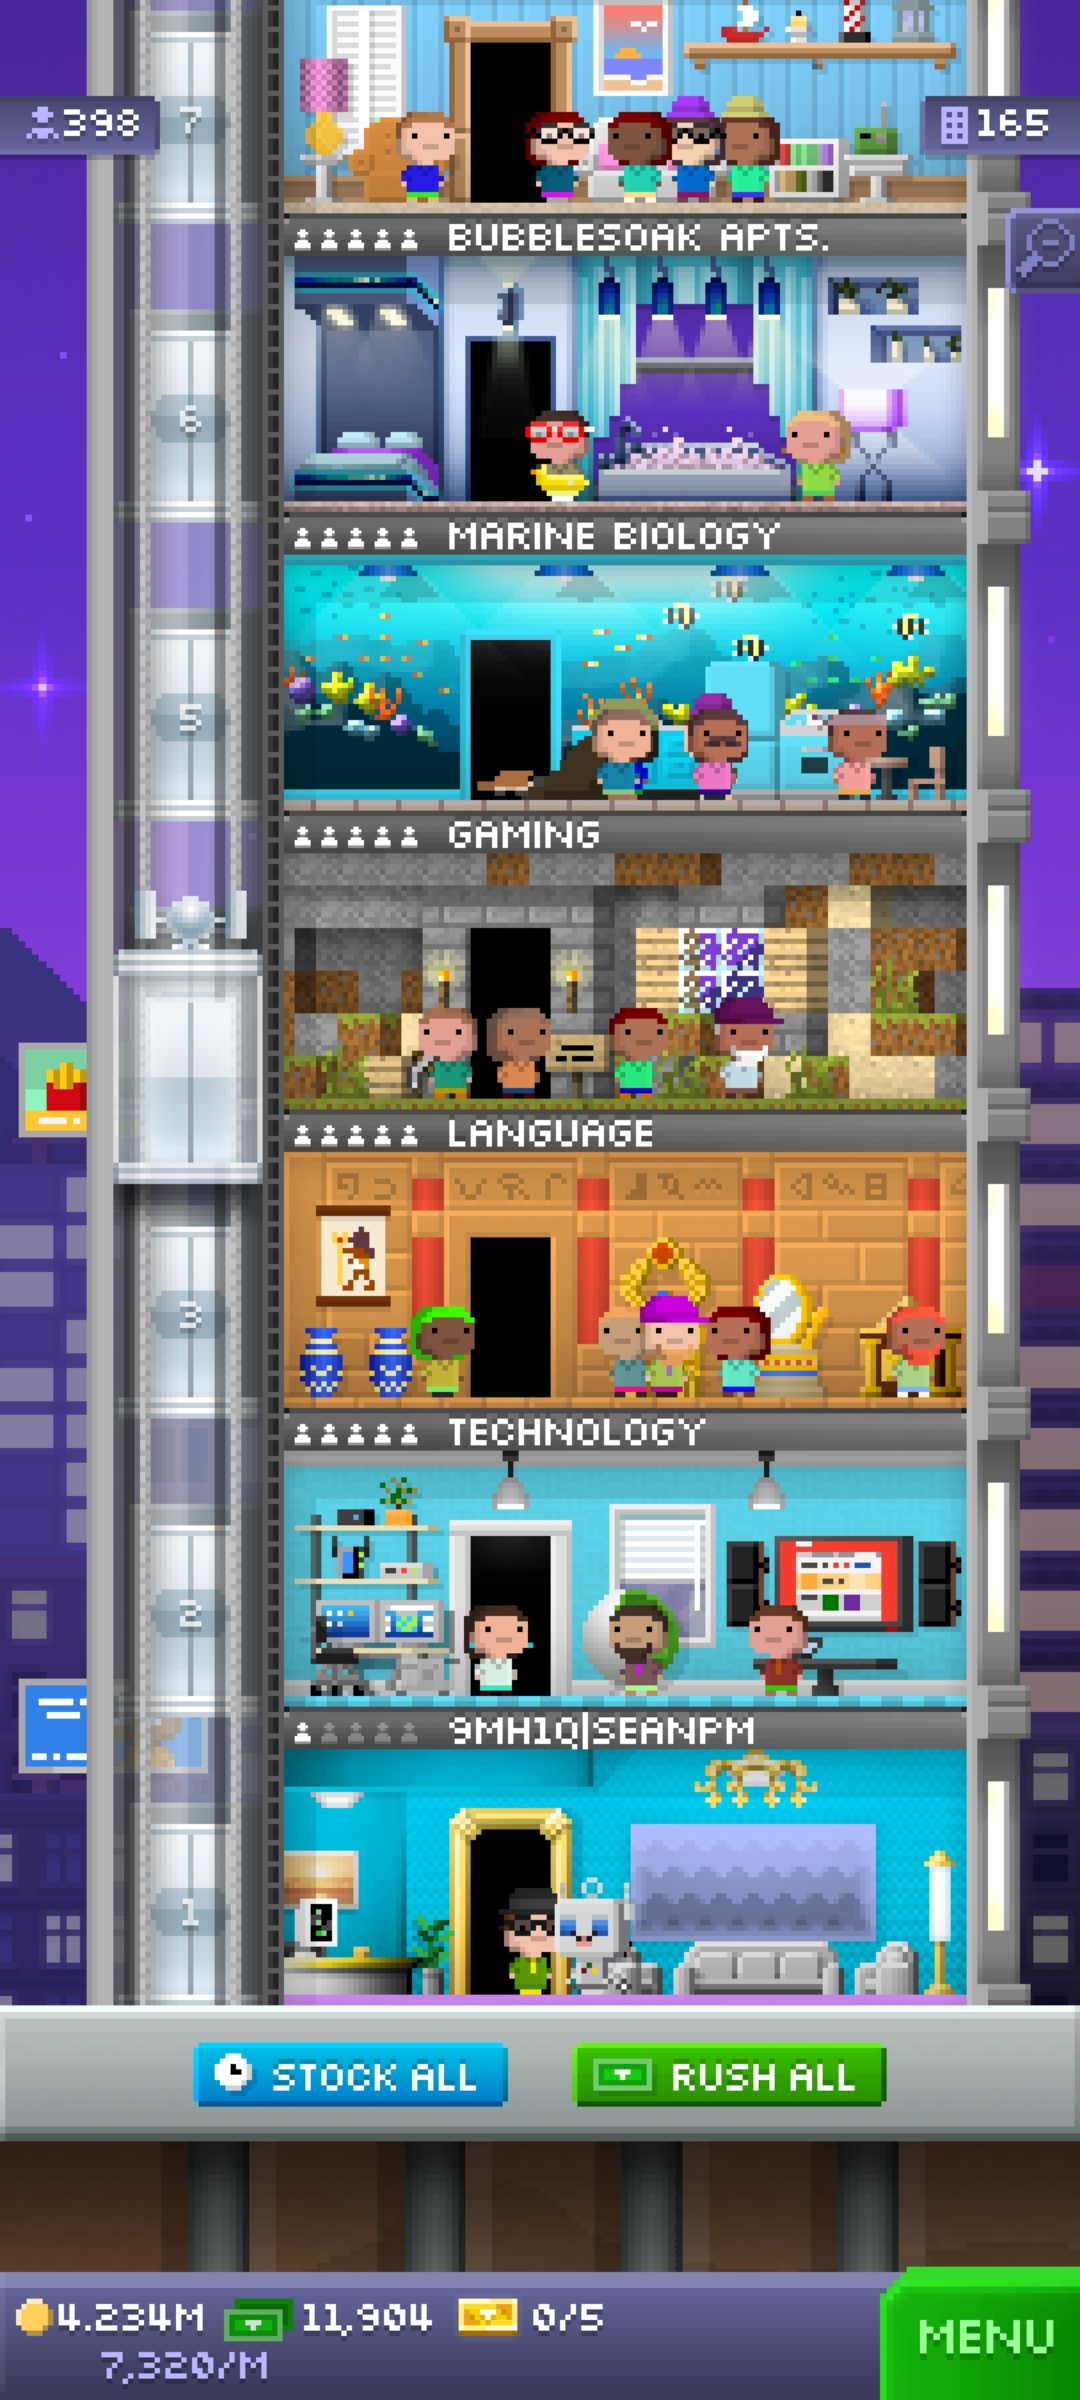 398
7
165
BUBBLESOAK APTS.
6
MARINE BIOLOGY
5
GAMING
LANGUAGE
3
TECHNOLOGY
2
9MH1Q|SEANPM
1
STOCK ALL
RUSH ALL
4.234M
11,904
0/5
7,320/M
MENU